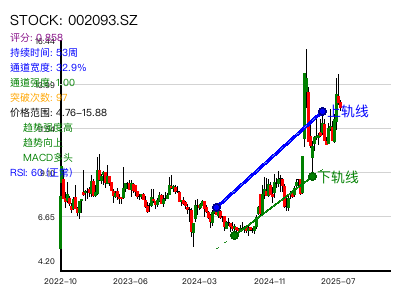 STOCK: 002093.SZ
评分: 0.858
持续时间: 53周
通道宽度: 32.9%
通道强度: 1.00
突破次数: 67
价格范围: 4.76-15.88
趋势强度高
趋势向上
MACD多头
RSI: 60 (正常)
上轨线
下轨线
6.65
4.20
2022-10
2023-06
2024-03
2024-11
2025-07